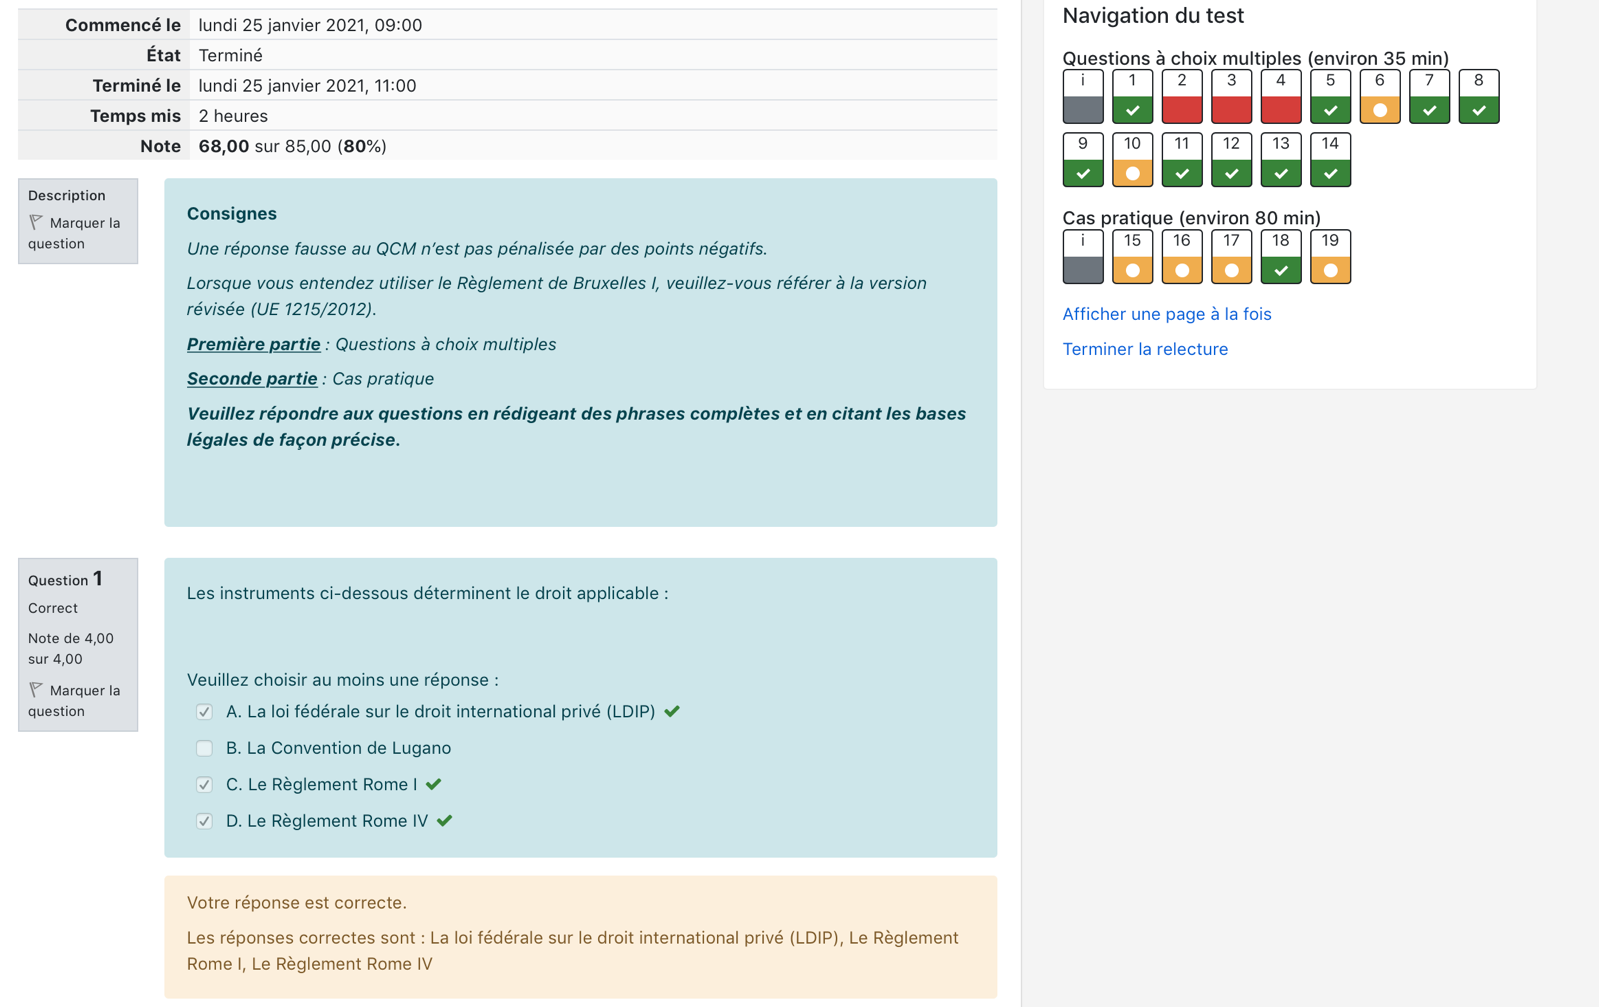 Commencé le lundi 25 janvier 2021, 09:00
État Terminé
Terminé le lundi 25 janvier 2021, 11:00
Temps mis 2 heures
Note 68,00 sur 85,00 (80%)
Description
Marquer la
question
Consignes
Une réponse fausse au QCM n’est pas pénalisée par des points négatifs.
Lorsque vous entendez utiliser le Règlement de Bruxelles I, veuillez-vous référer à la version
révisée (UE 1215/2012).
Première partie : Questions à choix multiples
Seconde partie : Cas pratique
Veuillez répondre aux questions en rédigeant des phrases complètes et en citant les bases
légales de façon précise.
Question 1
Correct
Note de 4,00
sur 4,00
Marquer la
question
Les instruments ci-dessous déterminent le droit applicable :
Veuillez choisir au moins une réponse :
A. La loi fédérale sur le droit international privé (LDIP)
B. La Convention de Lugano
C. Le Règlement Rome I
D. Le Règlement Rome IV
Votre réponse est correcte.
Les réponses correctes sont : La loi fédérale sur le droit international privé (LDIP), Le Règlement
Rome I, Le Règlement Rome IV
Navigation du test
Questions à choix multiples (environ 35 min)
i 1 2 3 4 5 6 7 8
9 10 11 12 13 14
Cas pratique (environ 80 min)
i 15 16 17 18 19
Afficher une page à la fois
Terminer la relecture